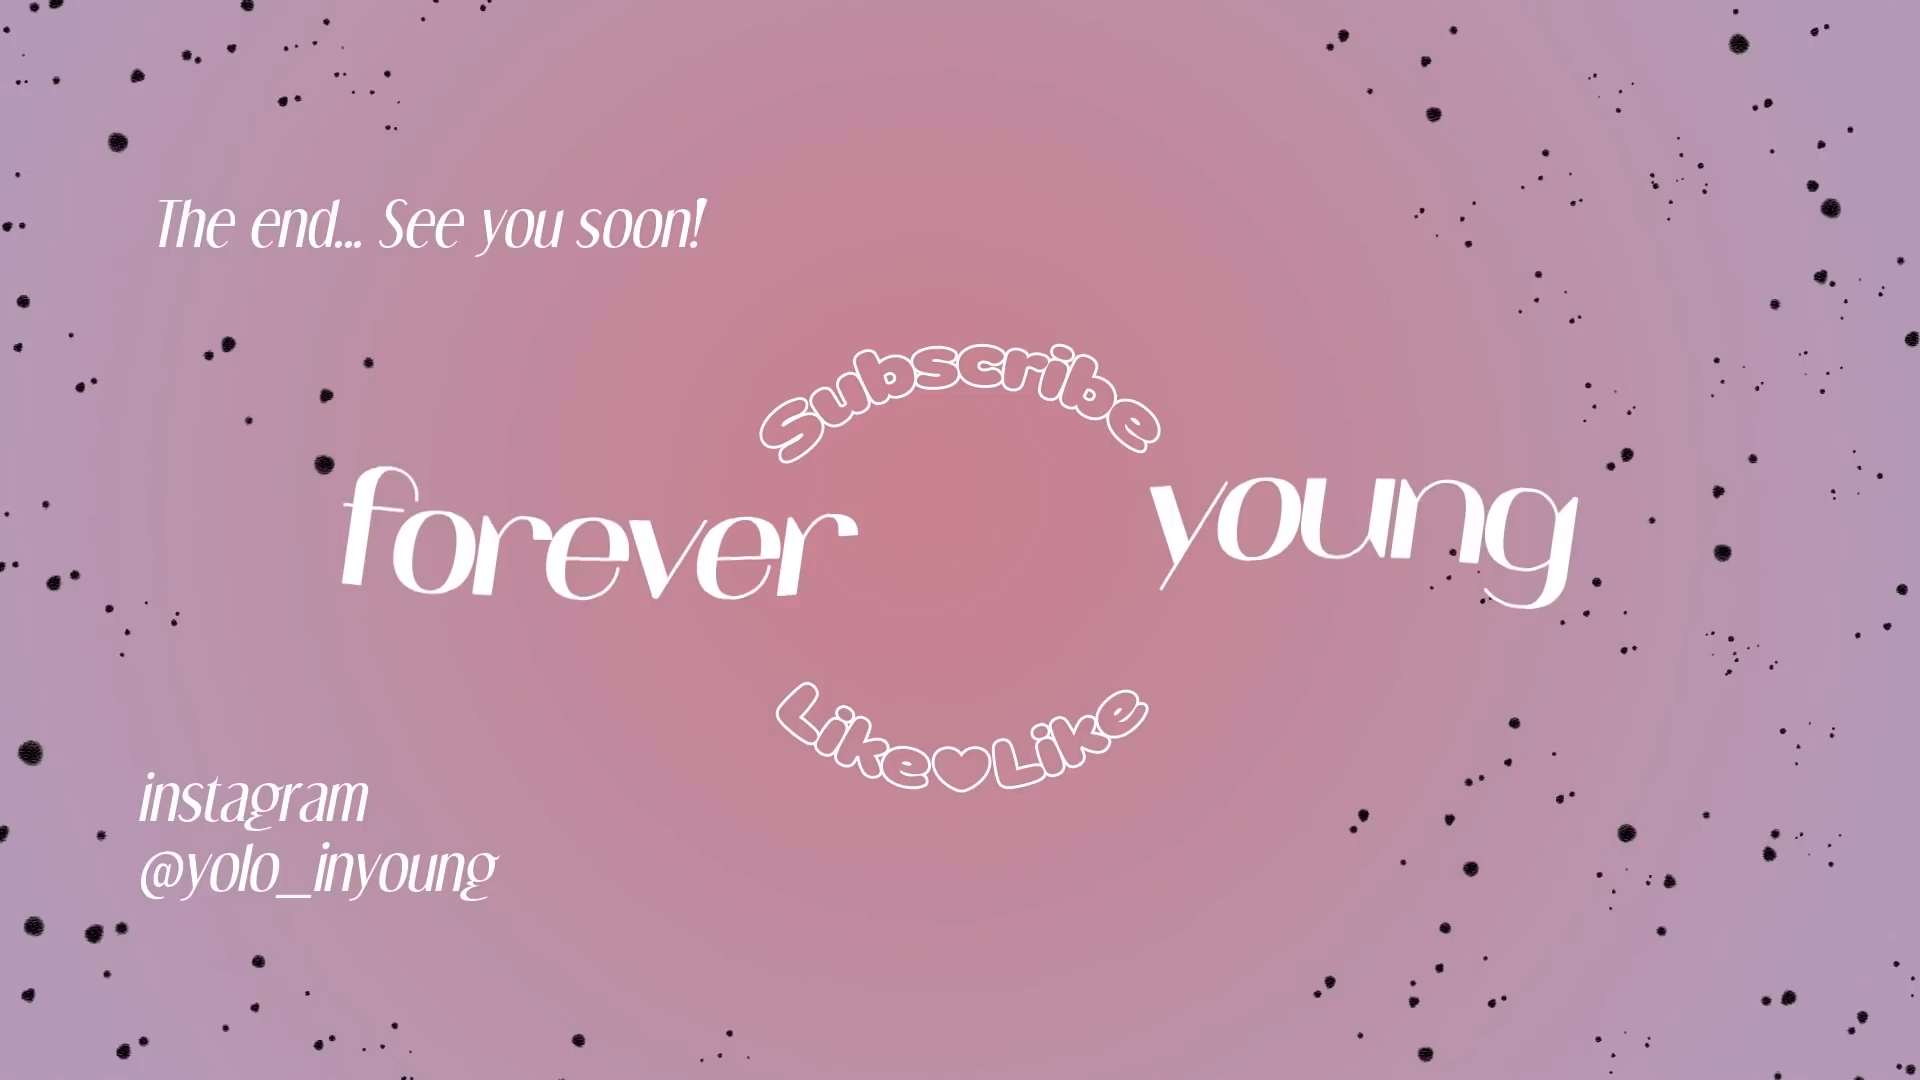 The end... See you soon!
Subscribe
forever young
Like♡Like
instagram
@yolo_inyoung